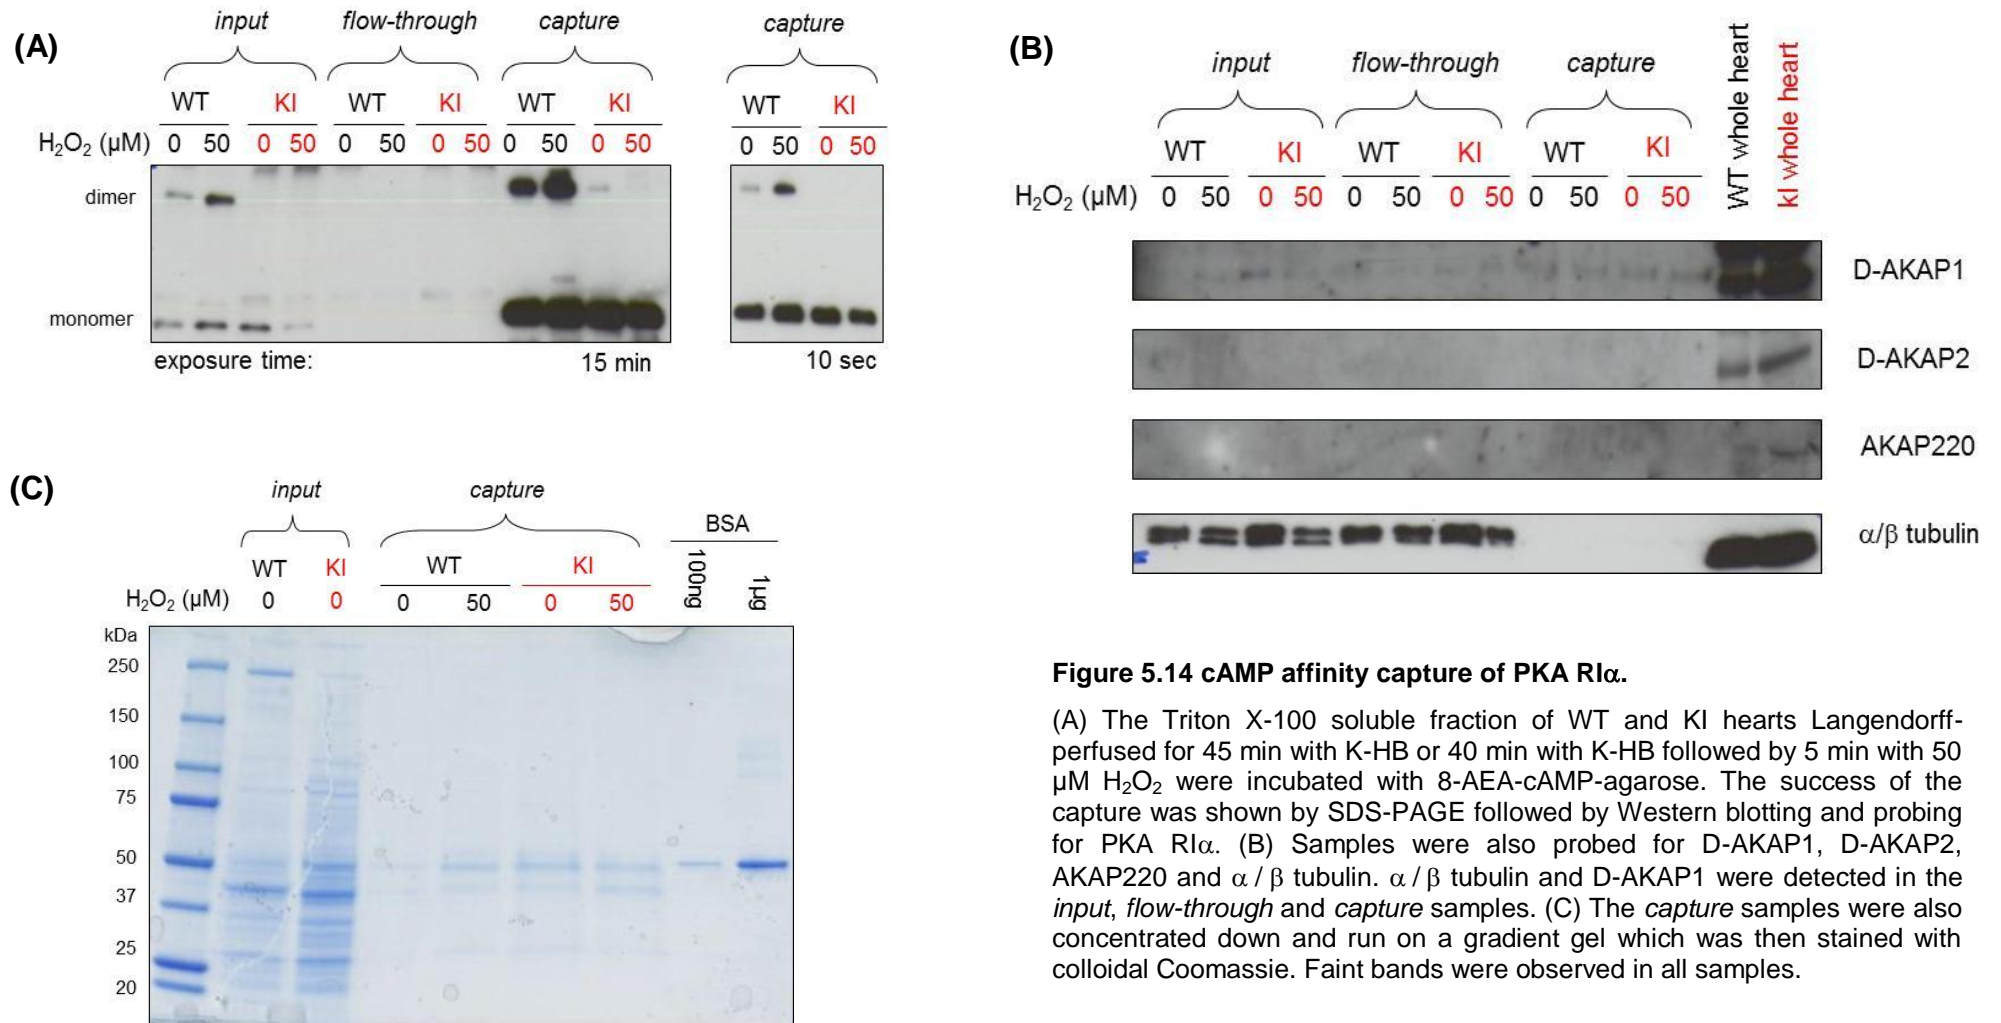 (A)
input flow-through capture capture
WT KI WT KI WT KI WT KI
H₂O₂ (µM) 0 50 0 50 0 50 0 50 0 50 0 50 0 50 0 50
dimer
monomer
exposure time: 15 min 10 sec
(B)
input flow-through capture
WT whole heart
kI whole heart
WT KI WT KI WT KI
H₂O₂ (µM) 0 50 0 50 0 50 0 50 0 50 0 50
D-AKAP1
D-AKAP2
AKAP220
α/β tubulin
(C)
input capture
BSA
WT KI WT KI
100ng
1µg
H₂O₂ (µM) 0 0 0 50 0 50
kDa
250
150
100
75
50
37
25
20
Figure 5.14 cAMP affinity capture of PKA RIα.
(A) The Triton X-100 soluble fraction of WT and KI hearts Langendorff-
perfused for 45 min with K-HB or 40 min with K-HB followed by 5 min with 50
µM H₂O₂ were incubated with 8-AEA-cAMP-agarose. The success of the
capture was shown by SDS-PAGE followed by Western blotting and probing
for PKA RIα. (B) Samples were also probed for D-AKAP1, D-AKAP2,
AKAP220 and α / β tubulin. α / β tubulin and D-AKAP1 were detected in the
input, flow-through and capture samples. (C) The capture samples were also
concentrated down and run on a gradient gel which was then stained with
colloidal Coomassie. Faint bands were observed in all samples.